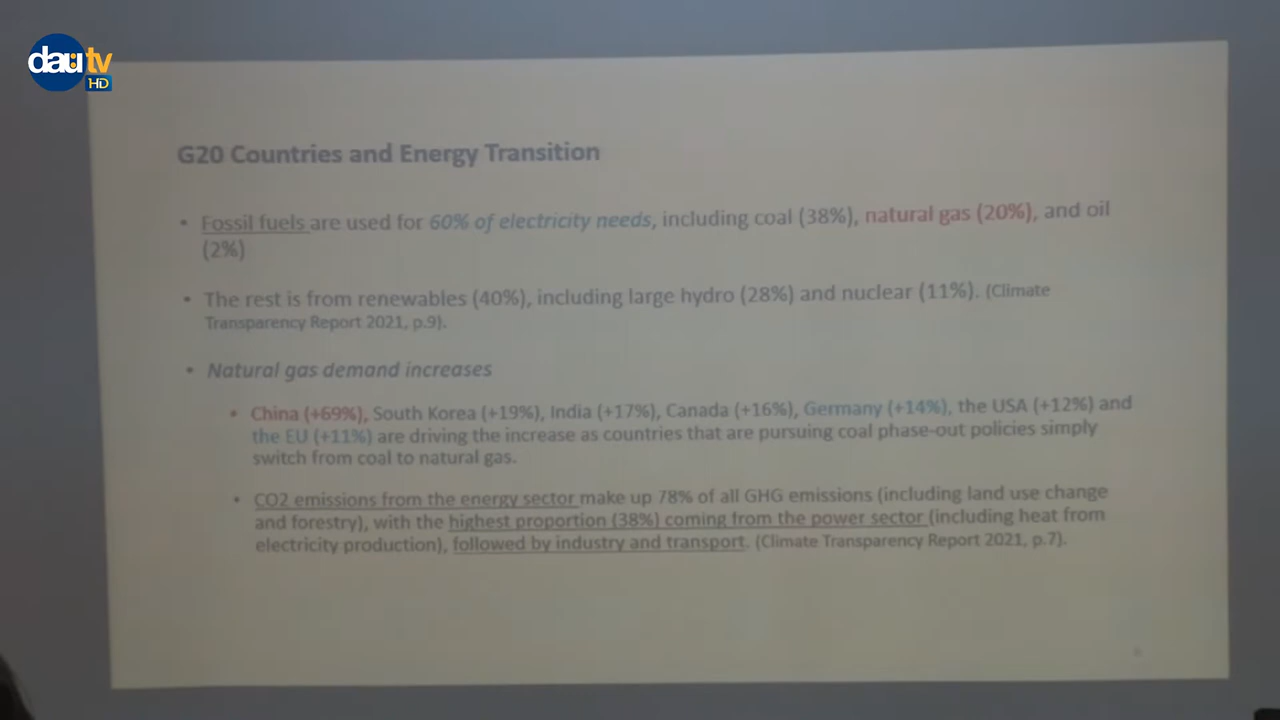 dautv
HD
G20 Countries and Energy Transition
• Fossil fuels are used for 60% of electricity needs, including coal (38%), natural gas (20%), and oil
(2%)
• The rest is from renewables (40%), including large hydro (28%) and nuclear (11%). (Climate
Transparency Report 2021, p.9).
• Natural gas demand increases
• China (+69%), South Korea (+19%), India (+17%), Canada (+16%), Germany (+14%), the USA (+12%) and
the EU (+11%) are driving the increase as countries that are pursuing coal phase-out policies simply
switch from coal to natural gas.
• CO2 emissions from the energy sector make up 78% of all GHG emissions (including land use change
and forestry), with the highest proportion (38%) coming from the power sector (including heat from
electricity production), followed by industry and transport. (Climate Transparency Report 2021, p.7).